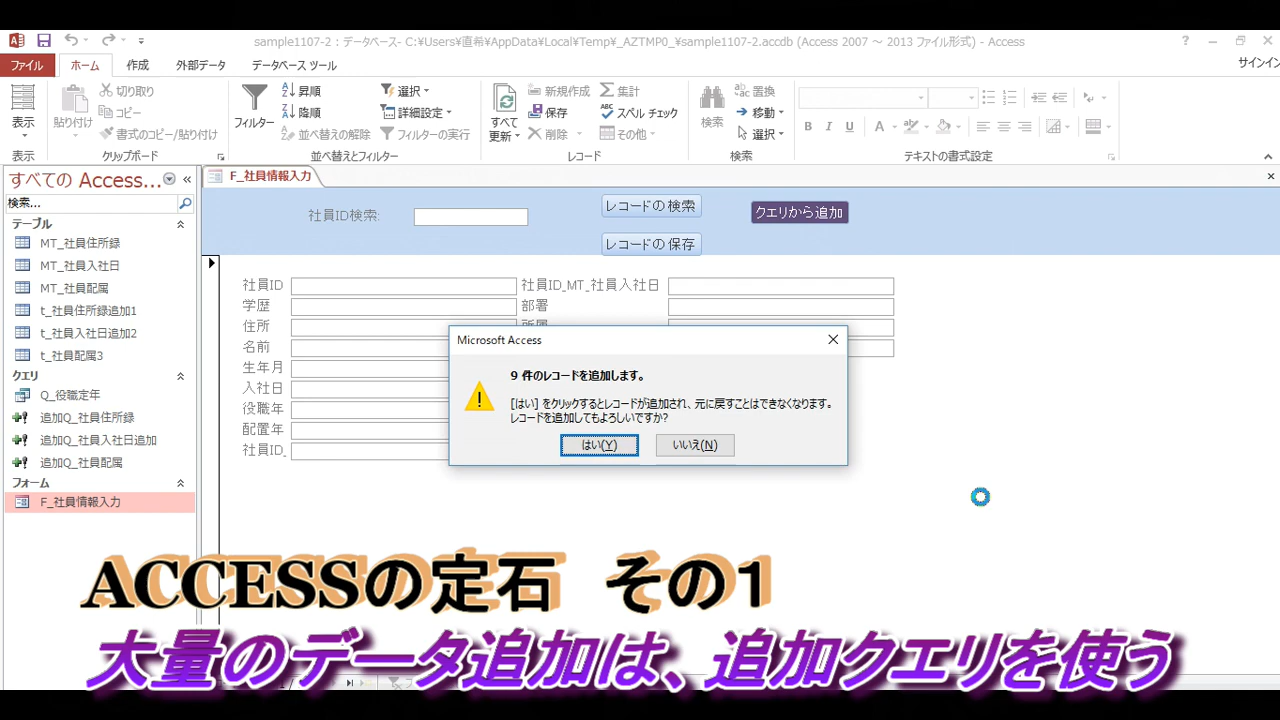 sample1107-2 : データベース- C:¥Users¥直希¥AppData¥Local¥Temp¥_AZTMP0_¥sample1107-2.accdb (Access 2007 ～ 2013 ファイル形式) - Access
ファイル ホーム 作成 外部データ データベース ツール サインイン
表示 貼り付け 切り取り コピー 書式のコピー/貼り付け
フィルター 昇順 降順 並べ替えの解除 選択 詳細設定 フィルターの実行
すべて更新 新規作成 保存 削除 集計 スペル チェック その他
検索 置換 移動 選択
B I U A
表示 クリップボード 並べ替えとフィルター レコード 検索 テキストの書式設定
すべての Access...
検索...
テーブル
MT_社員住所録
MT_社員入社日
MT_社員配属
t_社員住所録追加1
t_社員入社日追加2
t_社員配属3
クエリ
Q_役職定年
追加Q_社員住所録
追加Q_社員入社日追加
追加Q_社員配属
フォーム
F_社員情報入力
F_社員情報入力
社員ID検索:
レコードの検索
クエリから追加
レコードの保存
社員ID 社員ID_MT_社員入社日
学歴 部署
住所 所属
名前
生年月
入社日
役職年
配置年
社員ID_
Microsoft Access
9 件のレコードを追加します。
[はい] をクリックするとレコードが追加され、元に戻すことはできなくなります。
レコードを追加してもよろしいですか?
はい(Y) いいえ(N)
ACCESSの定石 その1
大量のデータ追加は、追加クエリを使う